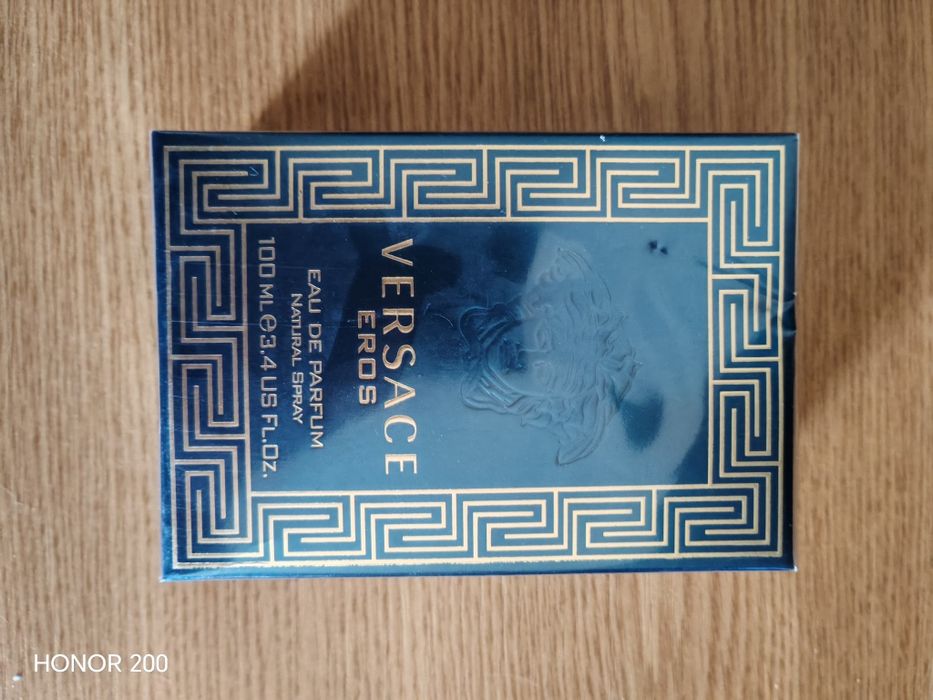 VERSACE
EROS
EAU DE PARFUM
NATURAL SPRAY
100 ML ℮ 3.4 US FL.Oz.
HONOR 200